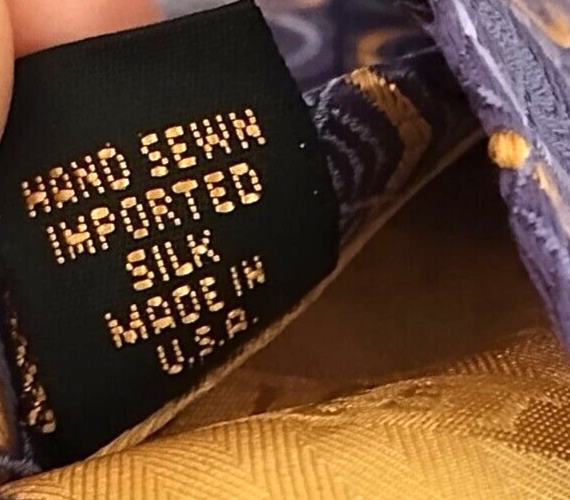 HAND SEWN
IMPORTED
SILK
MADE IN
U.S.A.